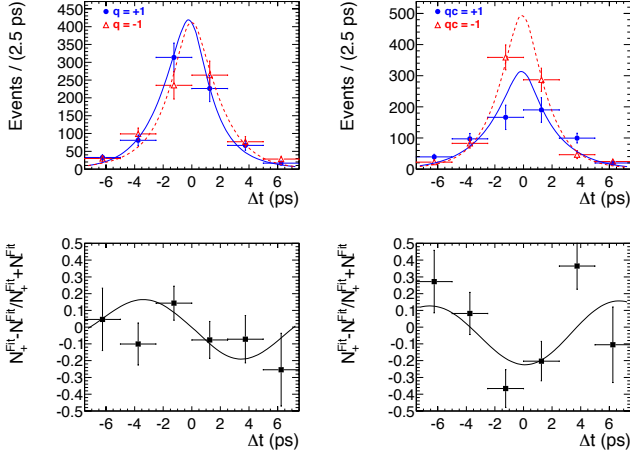 450
400
350
300
250
200
150
100
50
0
Events / (2.5 ps)
q = +1
q = -1
-6 -4 -2 0 2 4 6
Δt (ps)
500
400
300
200
100
0
Events / (2.5 ps)
qc = +1
qc = -1
-6 -4 -2 0 2 4 6
Δt (ps)
0.5
0.4
0.3
0.2
0.1
0
-0.1
-0.2
-0.3
-0.4
-0.5
N₊^Fit-N₋^Fit/N₊^Fit+N₋^Fit
-6 -4 -2 0 2 4 6
Δt (ps)
0.5
0.4
0.3
0.2
0.1
0
-0.1
-0.2
-0.3
-0.4
-0.5
N₊^Fit-N₋^Fit/N₊^Fit+N₋^Fit
-6 -4 -2 0 2 4 6
Δt (ps)